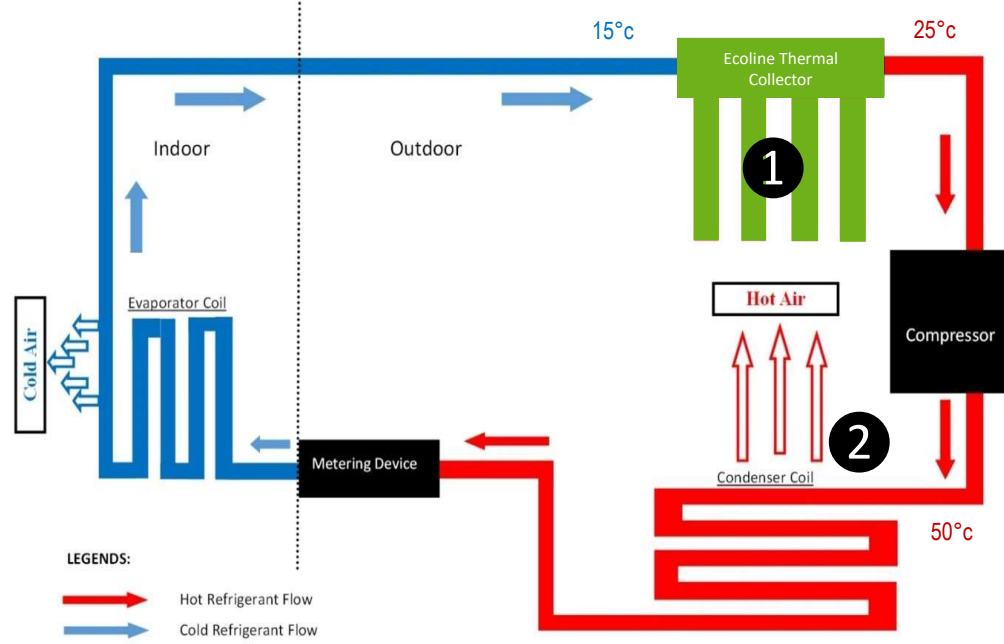 15°c
25°c
Ecoline Thermal
Collector
Indoor
Outdoor
1
Evaporator Coil
Hot Air
Compressor
Cold Air
2
Metering Device
Condenser Coil
50°c
LEGENDS:
Hot Refrigerant Flow
Cold Refrigerant Flow